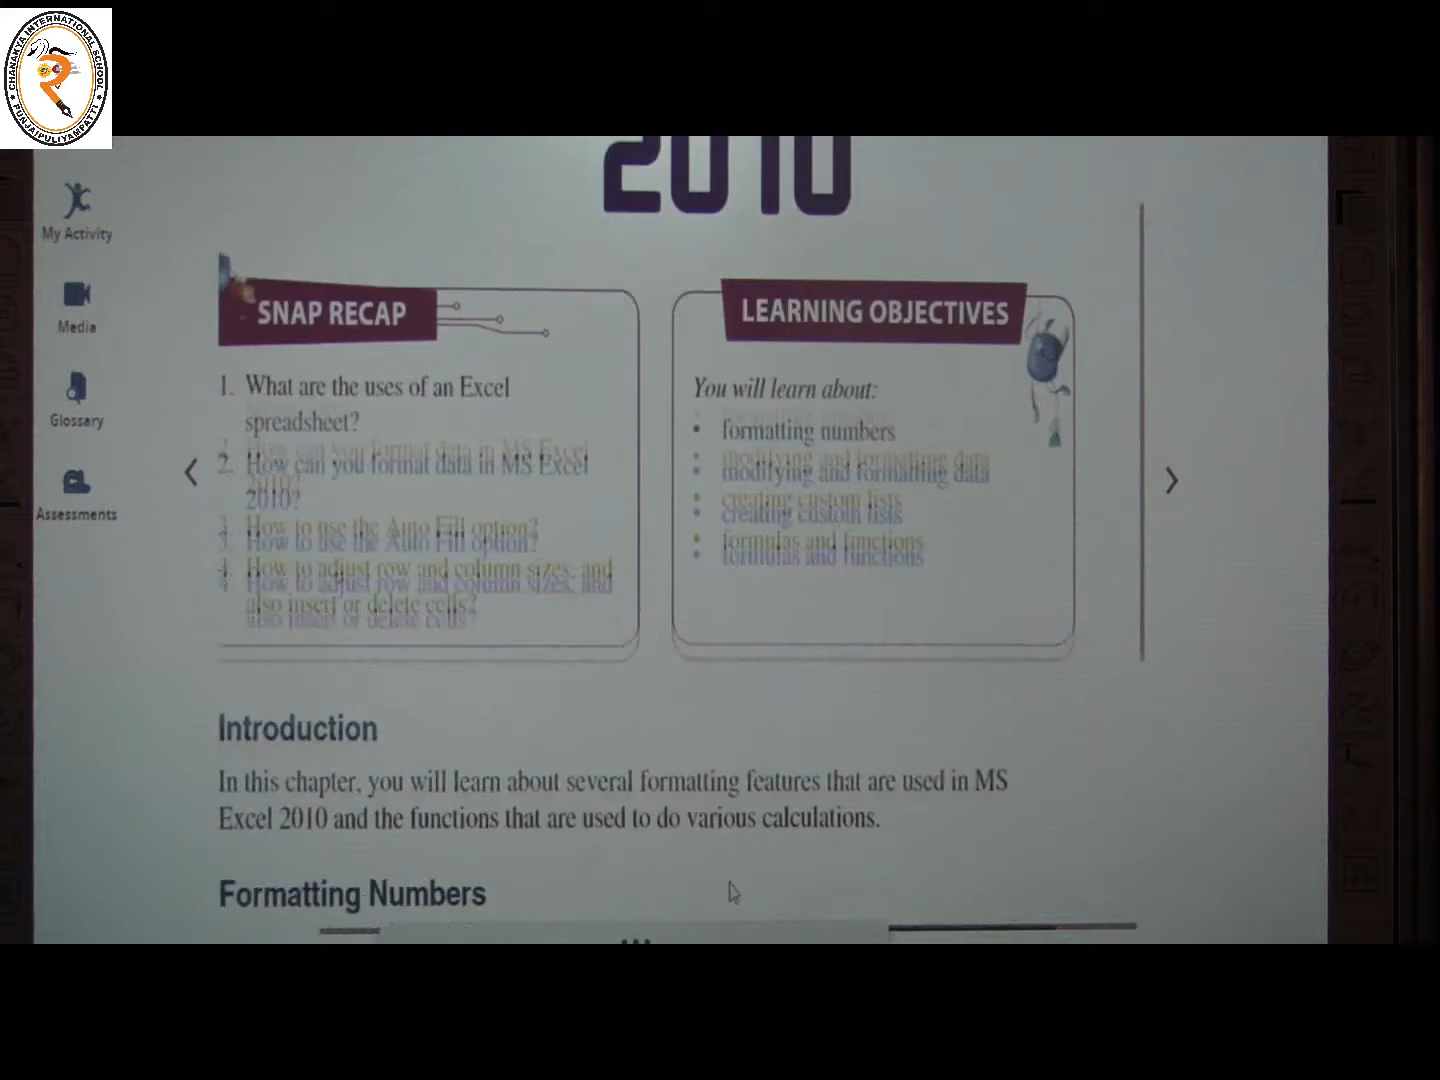 CHANAKYA INTERNATIONAL SCHOOL
PUNJAIPULIYAMPATTI
2010
My Activity
Media
Glossary
Assessments
SNAP RECAP
1. What are the uses of an Excel
spreadsheet?
2. How can you format data in MS Excel
2010?
3. How to use the Auto Fill option?
4. How to adjust row and column sizes, and
also insert or delete cells?
LEARNING OBJECTIVES
You will learn about:
• formatting numbers
• modifying and formatting data
• creating custom lists
• formulas and functions
Introduction
In this chapter, you will learn about several formatting features that are used in MS
Excel 2010 and the functions that are used to do various calculations.
Formatting Numbers